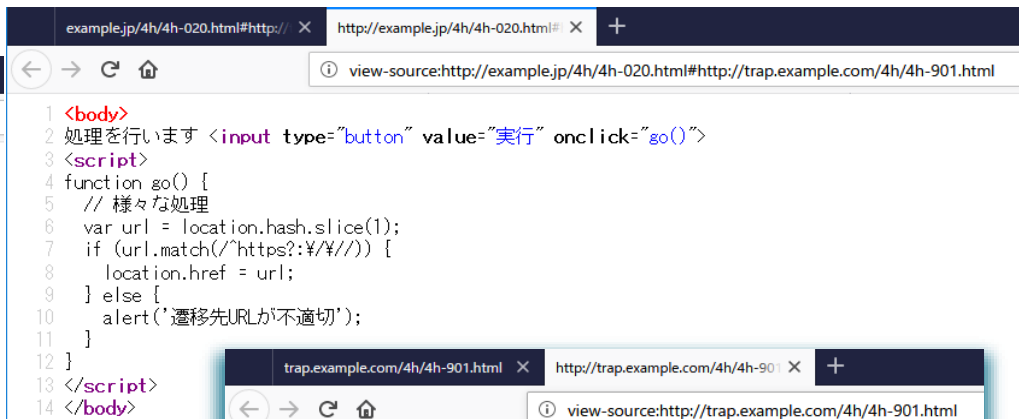 example.jp/4h/4h-020.html#http://
http://example.jp/4h/4h-020.html#
view-source:http://example.jp/4h/4h-020.html#http://trap.example.com/4h/4h-901.html
1 <body>
2 処理を行います <input type="button" value="実行" onclick="go()">
3 <script>
4 function go() {
5 // 様々な処理
6 var url = location.hash.slice(1);
7 if (url.match(/^https?:¥/¥//)) {
8 location.href = url;
9 } else {
10 alert('遷移先URLが不適切');
11 }
12 }
13 </script>
14 </body>
trap.example.com/4h/4h-901.html
http://trap.example.com/4h/4h-901
view-source:http://trap.example.com/4h/4h-901.html